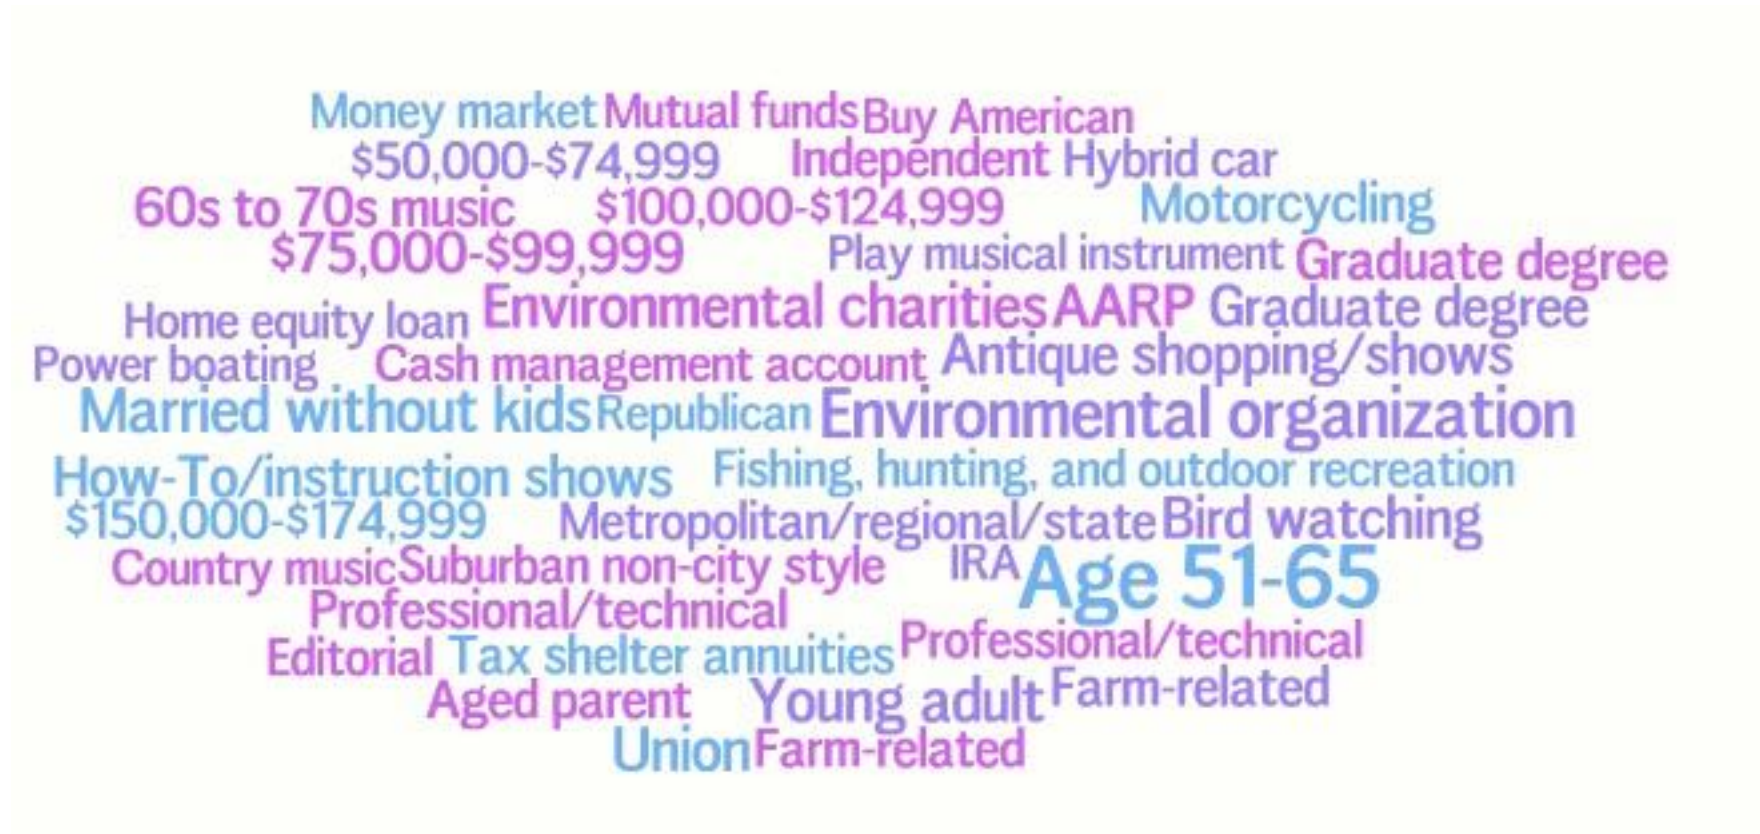 Money market Mutual funds Buy American
$50,000-$74,999 Independent Hybrid car
60s to 70s music $100,000-$124,999 Motorcycling
$75,000-$99,999 Play musical instrument Graduate degree
Home equity loan Environmental charities AARP Graduate degree
Power boating Cash management account Antique shopping/shows
Married without kids Republican Environmental organization
How-To/instruction shows Fishing, hunting, and outdoor recreation
$150,000-$174,999 Metropolitan/regional/state Bird watching
Country music Suburban non-city style IRA Age 51-65
Professional/technical
Editorial Tax shelter annuities Professional/technical
Aged parent Young adult Farm-related
Union Farm-related